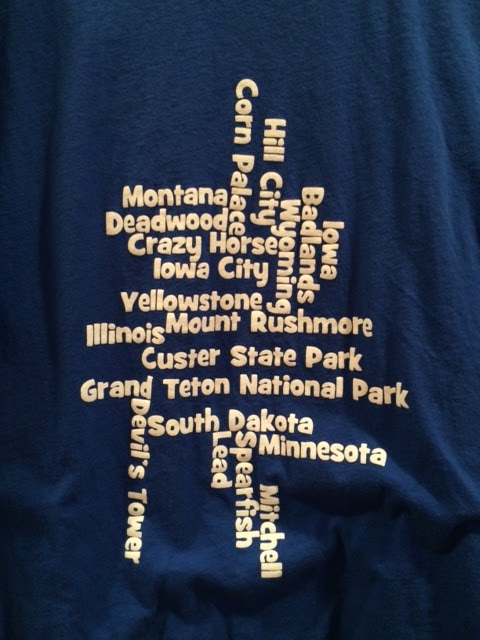 Corn Palace
Hill City
Montana
Badlands
Wyoming
Iowa
Deadwood
Crazy Horse
Iowa City
Yellowstone
Mount Rushmore
Illinois
Custer State Park
Grand Teton National Park
Devil's Tower
South Dakota
Minnesota
Lead
Spearfish
Mitchell